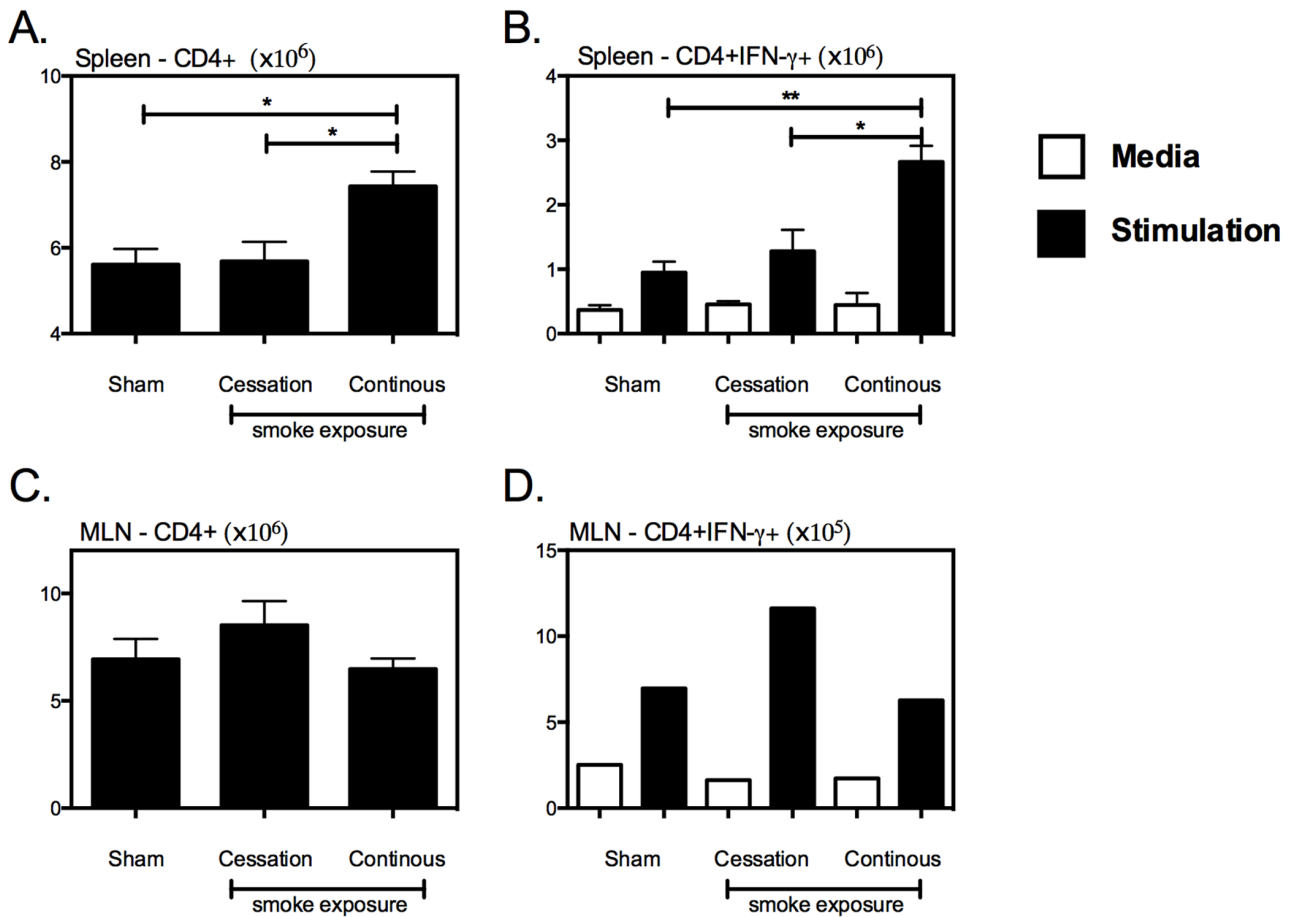 A.
Spleen - CD4+ (x10⁶)
10
8
6
4
*
*
Sham
Cessation
Continous
smoke exposure
B.
Spleen - CD4+IFN-γ+ (x10⁶)
4
3
2
1
0
**
*
Sham
Cessation
Continous
smoke exposure
Media
Stimulation
C.
MLN - CD4+ (x10⁶)
10
5
0
Sham
Cessation
Continous
smoke exposure
D.
MLN - CD4+IFN-γ+ (x10⁵)
15
10
5
0
Sham
Cessation
Continous
smoke exposure